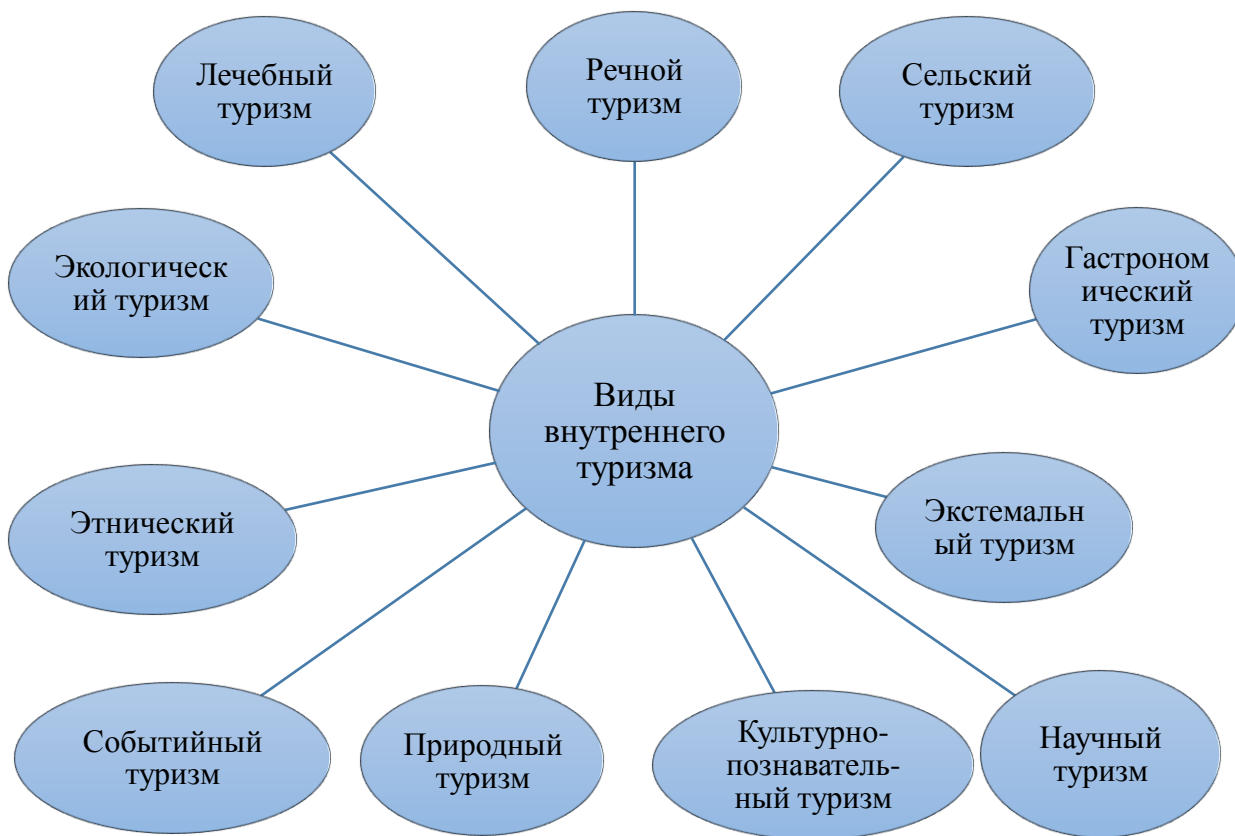 Лечебный
туризм
Речной
туризм
Сельский
туризм
Экологическ
ий туризм
Гастроном
ический
туризм
Виды
внутреннего
туризма
Этнический
туризм
Экстемальн
ый туризм
Событийный
туризм
Природный
туризм
Культурно-
познаватель-
ный туризм
Научный
туризм